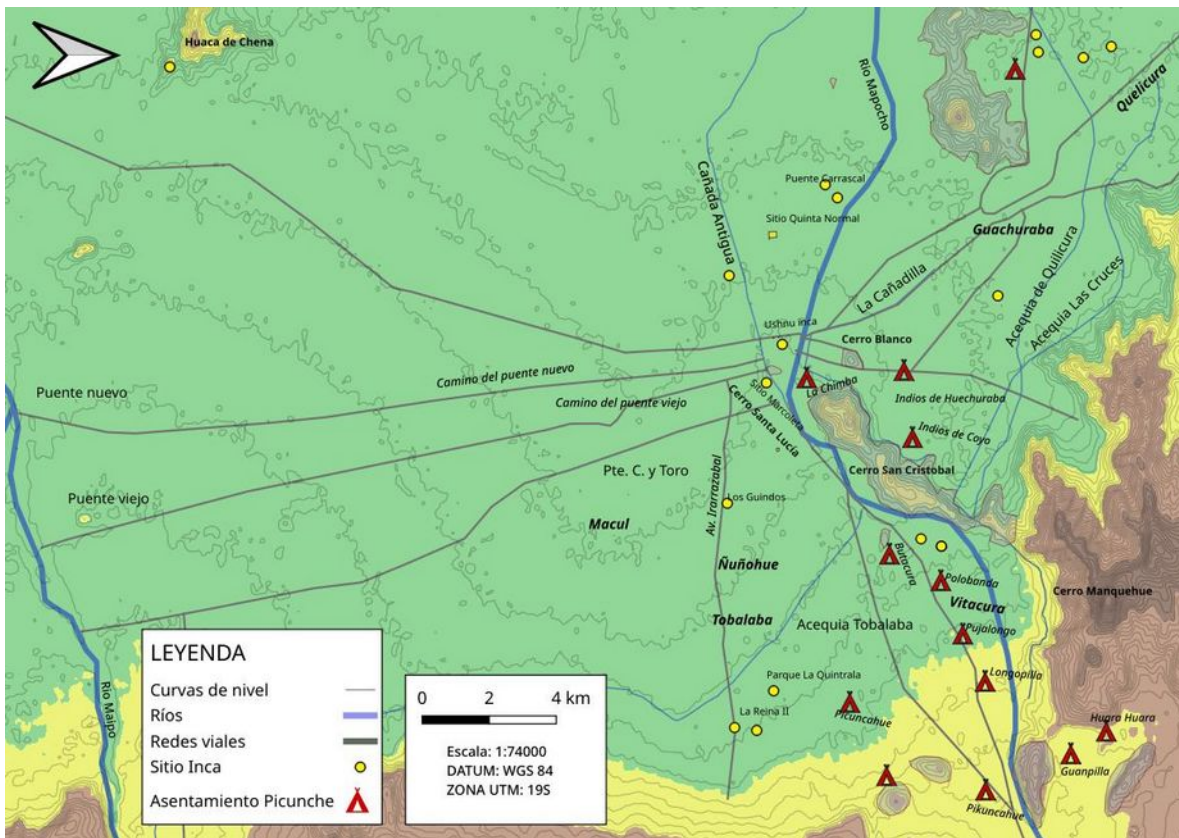 Huaca de Chena
Río Mapocho
Quelicura
Cañada Antigua
Puente Carrascal
Sitio Quinta Normal
Guachuraba
Acequia de Quilicura
Acequia Las Cruces
La Cañadilla
Ushnu inca
Cerro Blanco
Puente nuevo
Camino del puente nuevo
Camino del puente viejo
Sitio Marcoleta
La Chimba
Indios de Huechuraba
Indios de Coyo
Cerro Santa Lucía
Cerro San Cristobal
Pte. C. y Toro
Puente viejo
Av. Irarrazabal
Los Guindos
Macul
Ñuñohue
Butacura
Polobanda
Cerro Manquehue
Vitacura
Tobalaba
Acequia Tobalaba
Pujalongo
Parque La Quintrala
Longopilla
La Reina II
Picuncahue
Huara Huara
Guanpilla
Pikuncahue
Río Maipo
LEYENDA
Curvas de nivel
Ríos
Redes viales
Sitio Inca
Asentamiento Picunche
0 2 4 km
Escala: 1:74000
DATUM: WGS 84
ZONA UTM: 19S